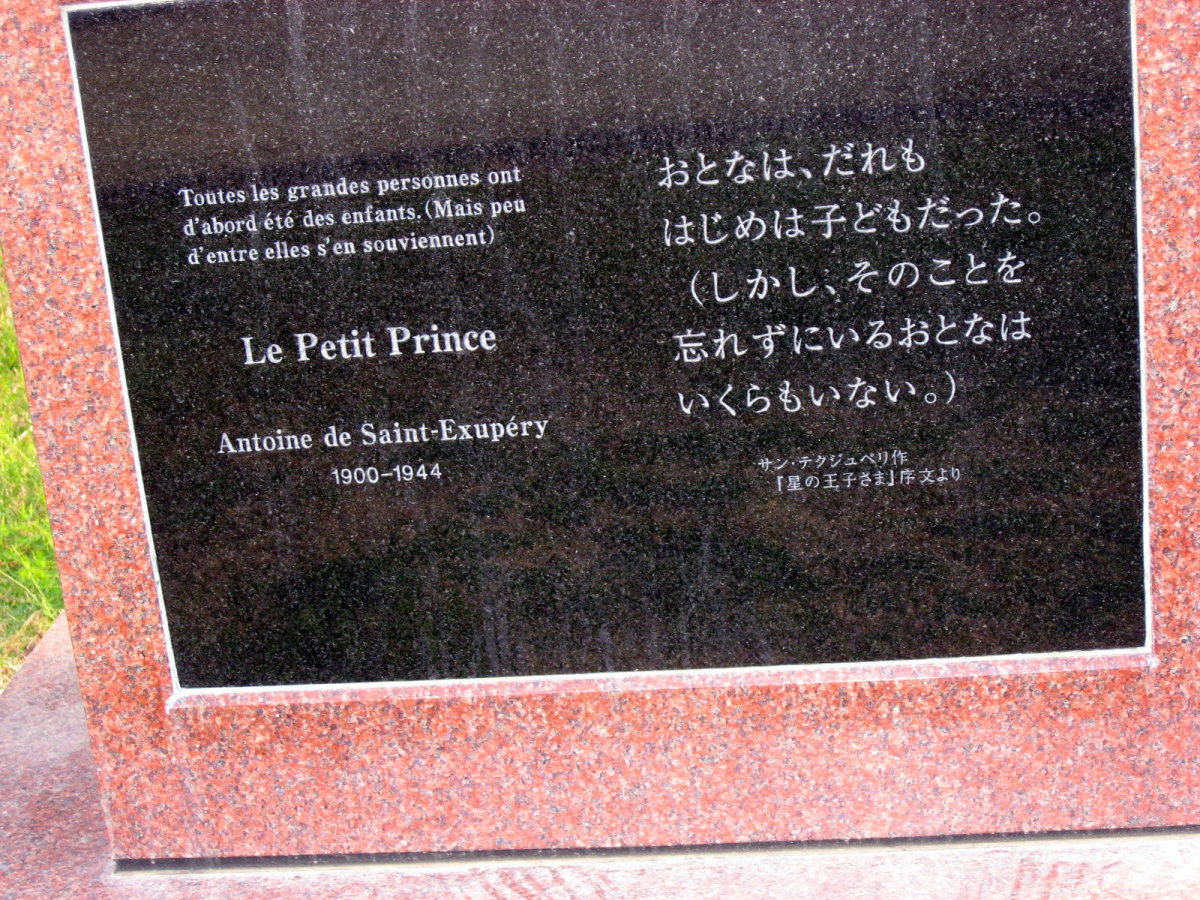 Toutes les grandes personnes ont
d'abord été des enfants.(Mais peu
d'entre elles s'en souviennent)
Le Petit Prince
Antoine de Saint-Exupéry
1900-1944
おとなは、だれも
はじめは子どもだった。
(しかし、そのことを
忘れずにいるおとなは
いくらもいない。)
サン・テクジュペリ作
『星の王子さま』序文より